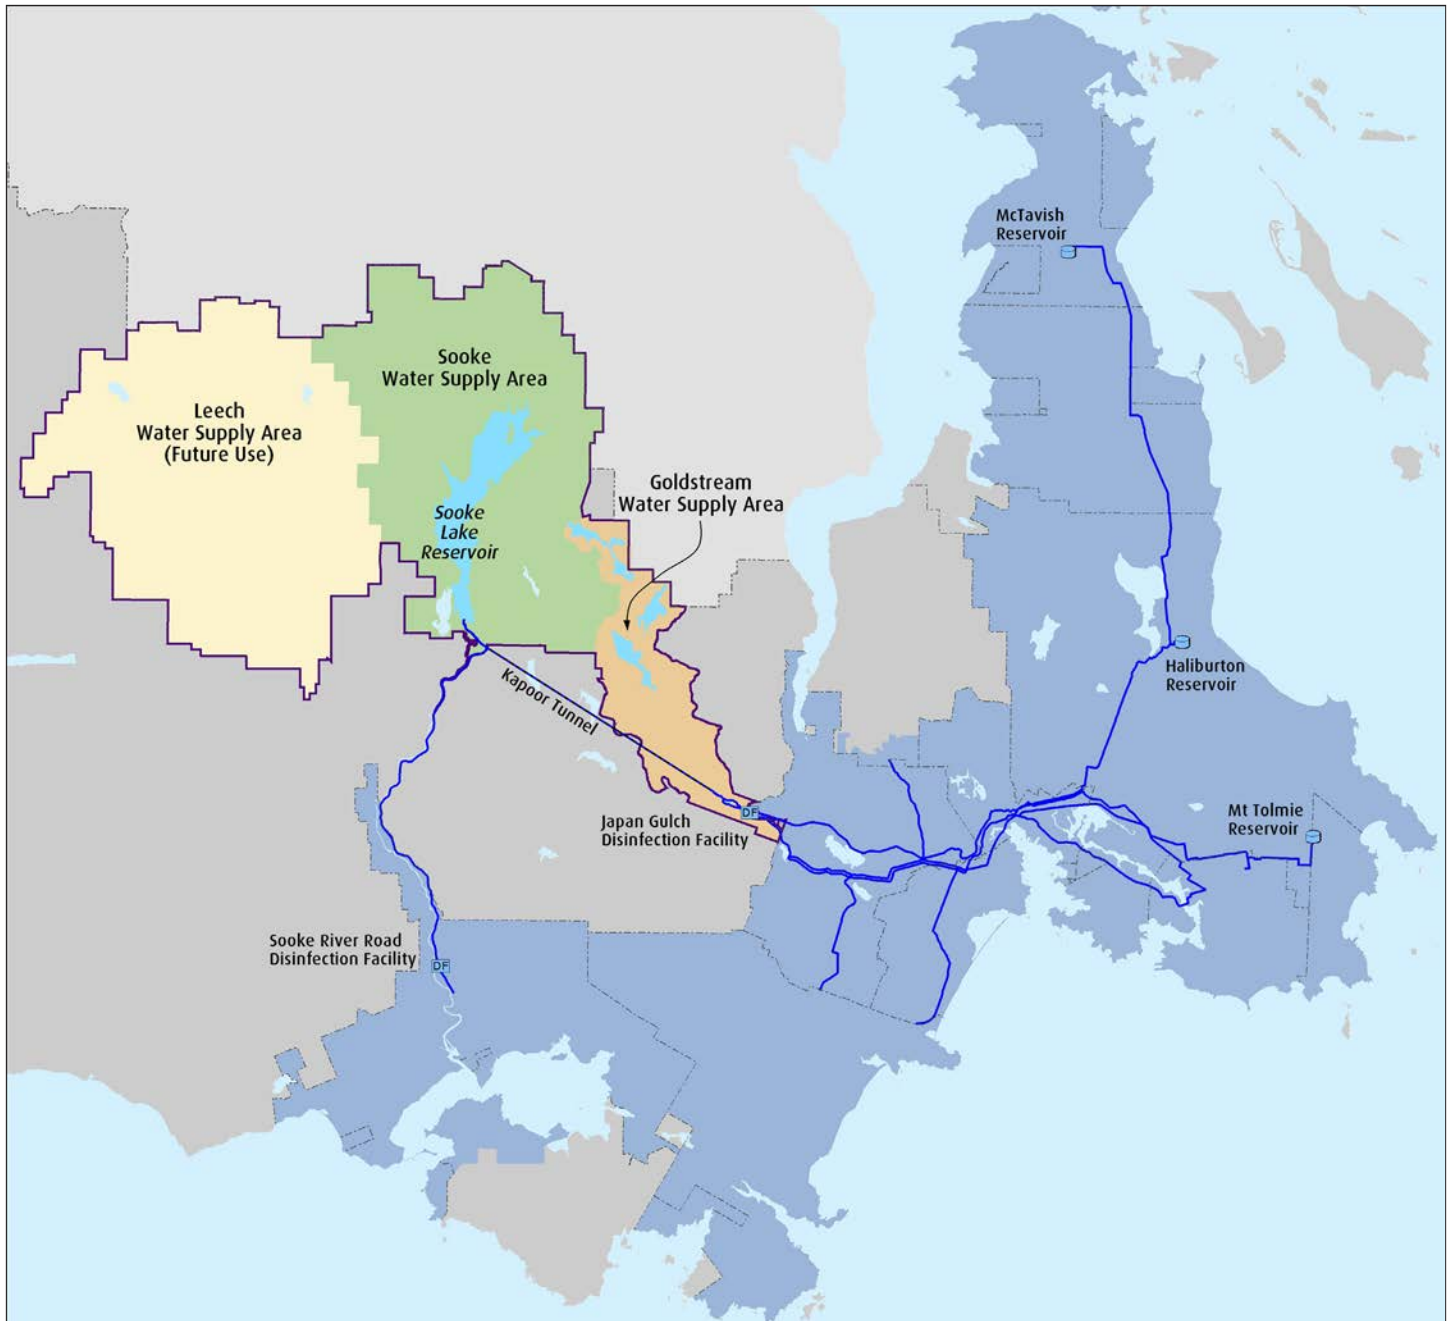 McTavish
Reservoir
Sooke
Water Supply Area
Leech
Water Supply Area
(Future Use)
Goldstream
Water Supply Area
Sooke
Lake
Reservoir
Kapoor Tunnel
Haliburton
Reservoir
Mt Tolmie
Reservoir
Japan Gulch
Disinfection Facility
DF
Sooke River Road
Disinfection Facility
DF